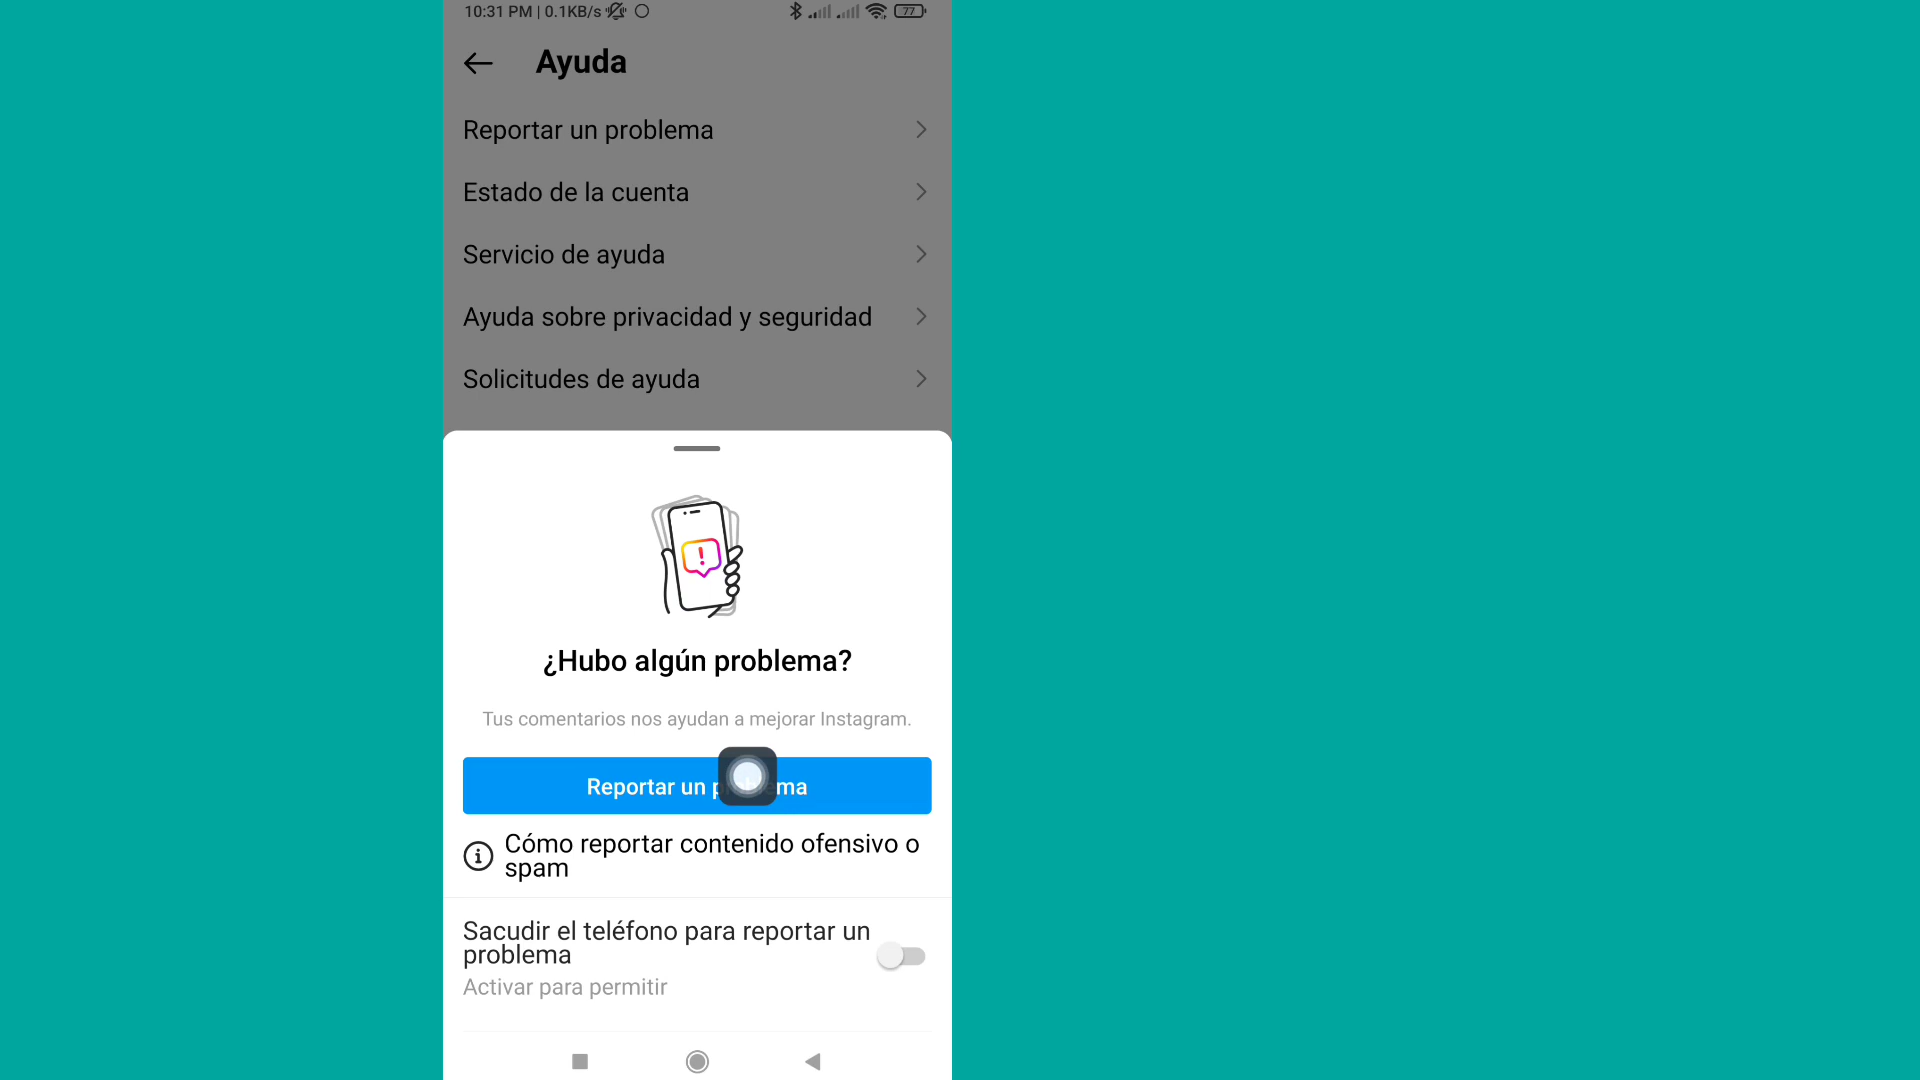 10:31 PM | 0.1KB/s
77
Ayuda
Reportar un problema
Estado de la cuenta
Servicio de ayuda
Ayuda sobre privacidad y seguridad
Solicitudes de ayuda
¿Hubo algún problema?
Tus comentarios nos ayudan a mejorar Instagram.
Reportar un problema
Cómo reportar contenido ofensivo o
spam
Sacudir el teléfono para reportar un
problema
Activar para permitir